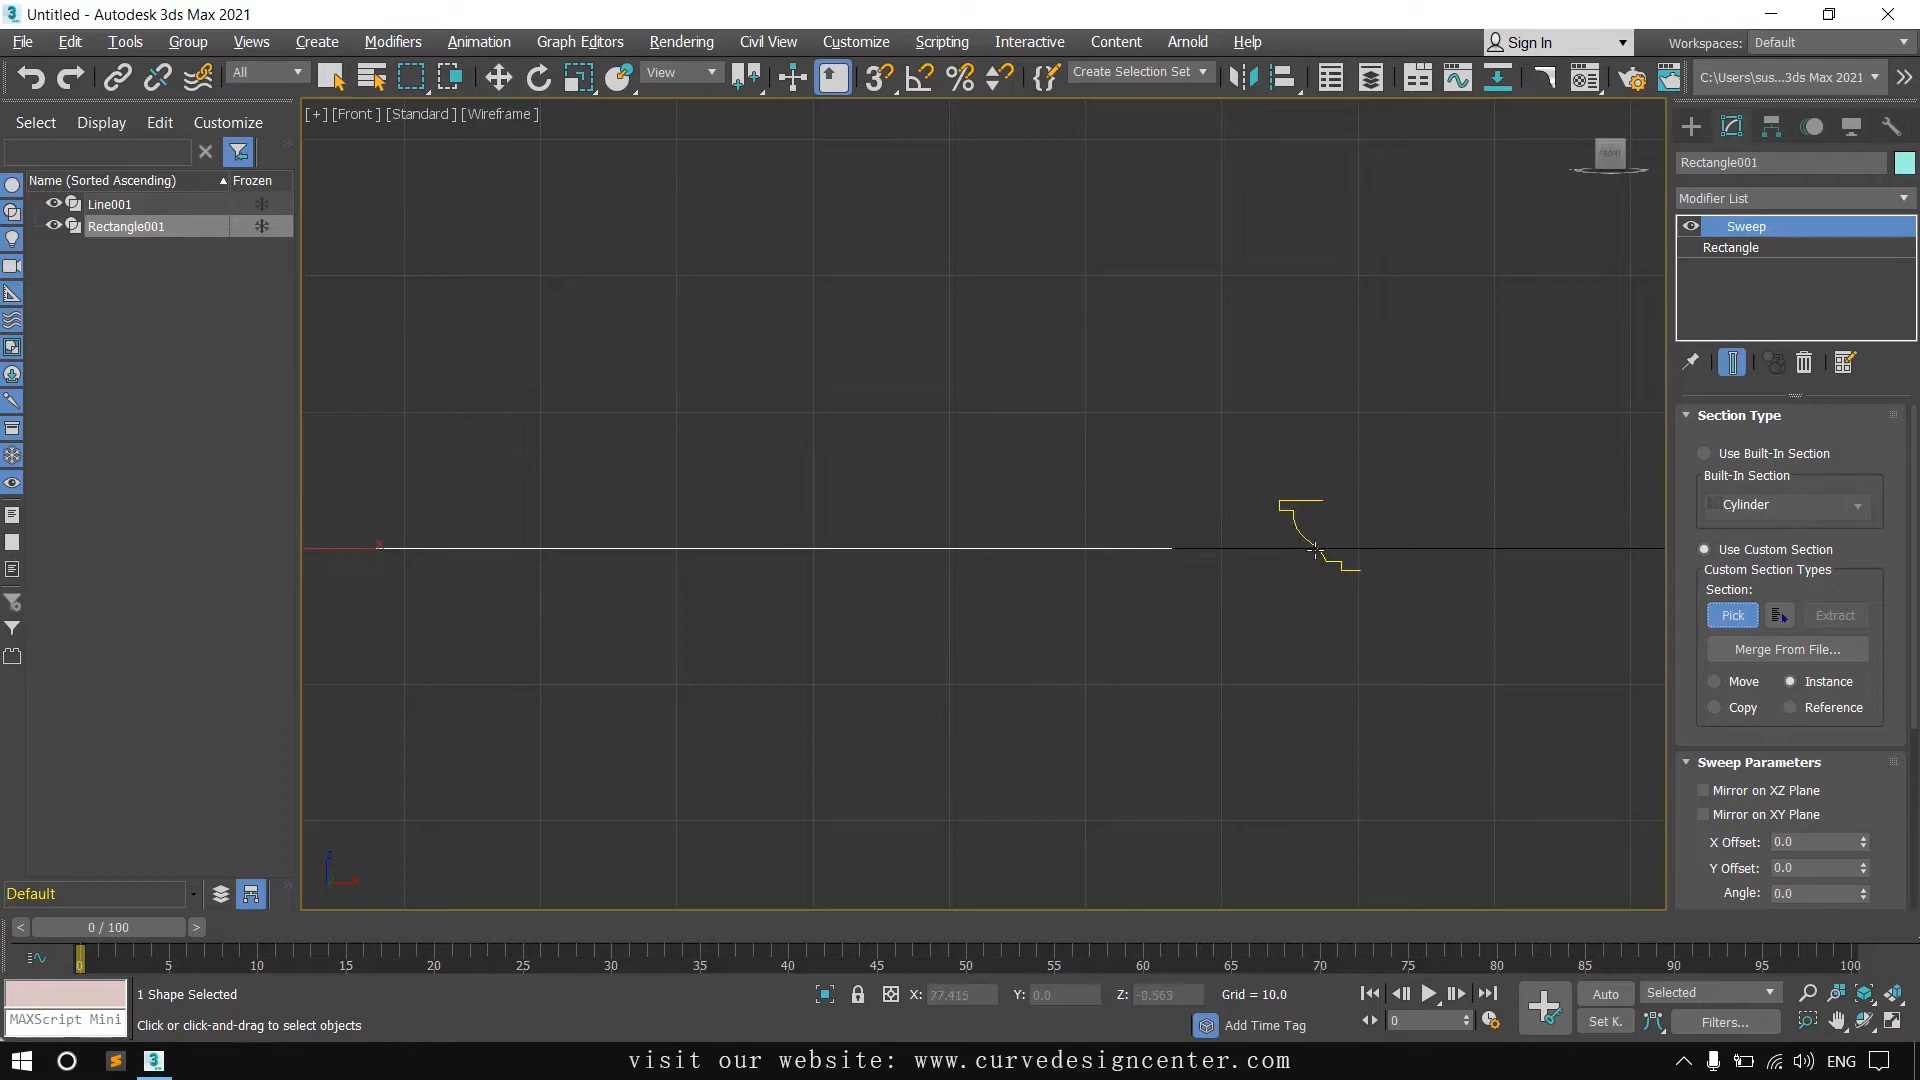 Untitled - Autodesk 3ds Max 2021
File Edit Tools Group Views Create Modifiers Animation Graph Editors Rendering Civil View Customize Scripting Interactive Content Arnold Help Sign In Workspaces: Default
All View Create Selection Set C:\Users\sus...3ds Max 2021
Select Display Edit Customize
[+] [Front ] [Standard ] [Wireframe ]
FRONT
Name (Sorted Ascending) Frozen
Line001
Rectangle001
Rectangle001
Modifier List
Sweep
Rectangle
Section Type
Use Built-In Section
Built-In Section
Cylinder
Use Custom Section
Custom Section Types
Section:
Pick Extract
Merge From File...
Move Instance
Copy Reference
Sweep Parameters
Mirror on XZ Plane
Mirror on XY Plane
X Offset: 0.0
Y Offset: 0.0
Angle: 0.0
x
z
x
Default
< 0 / 100 >
0 5 10 15 20 25 30 35 40 45 50 55 60 65 70 75 80 85 90 95 100
1 Shape Selected X: 77.415 Y: 0.0 Z: -0.563 Grid = 10.0 Auto Selected
MAXScript Mini Click or click-and-drag to select objects Add Time Tag 0 Set K. Filters...
visit our website: www.curvedesigncenter.com ENG